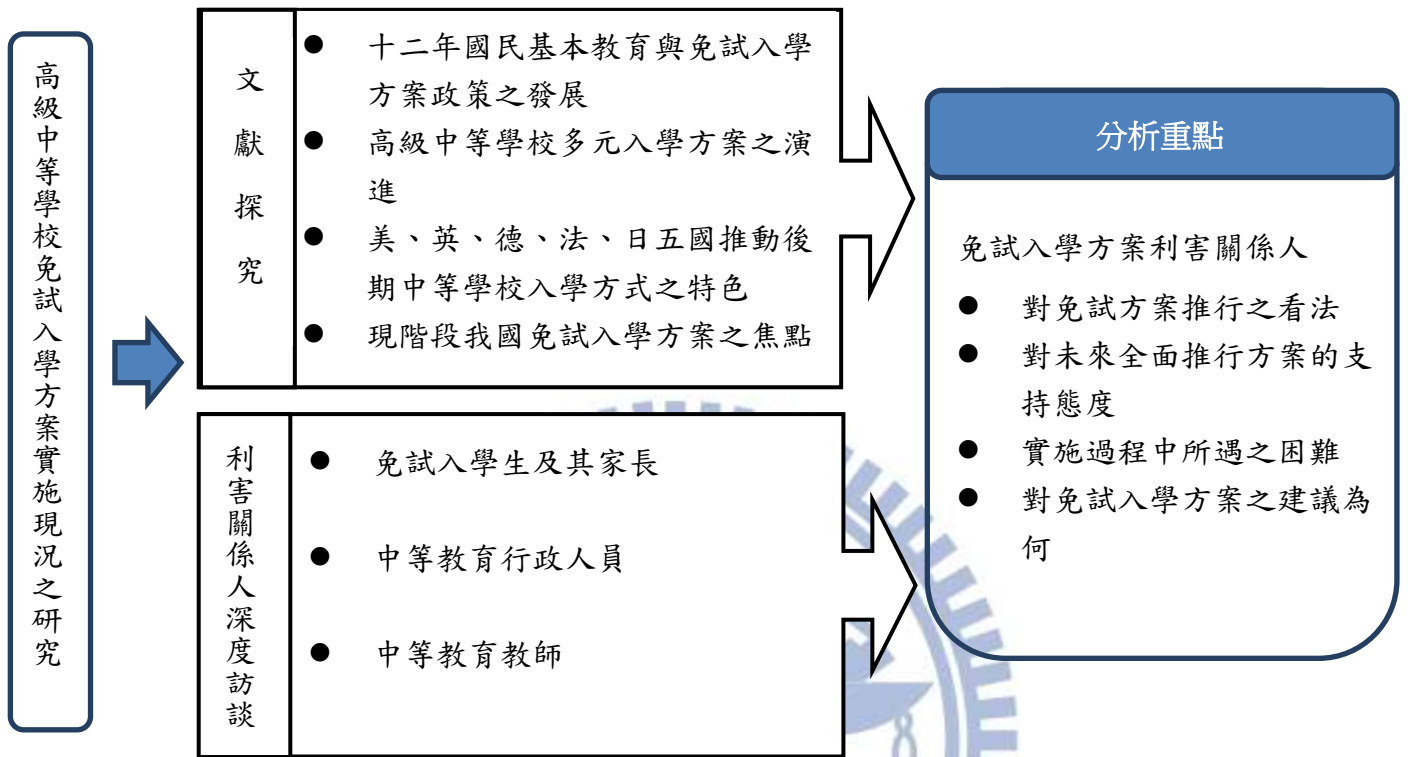 高級中等學校免試入學方案實施現況之研究
文獻探究
● 十二年國民基本教育與免試入學
方案政策之發展
● 高級中等學校多元入學方案之演
進
● 美、英、德、法、日五國推動後
期中等學校入學方式之特色
● 現階段我國免試入學方案之焦點
利害關係人深度訪談
● 免試入學生及其家長
● 中等教育行政人員
● 中等教育教師
分析重點
免試入學方案利害關係人
● 對免試方案推行之看法
● 對未來全面推行方案的支
持態度
● 實施過程中所遇之困難
● 對免試入學方案之建議為
何